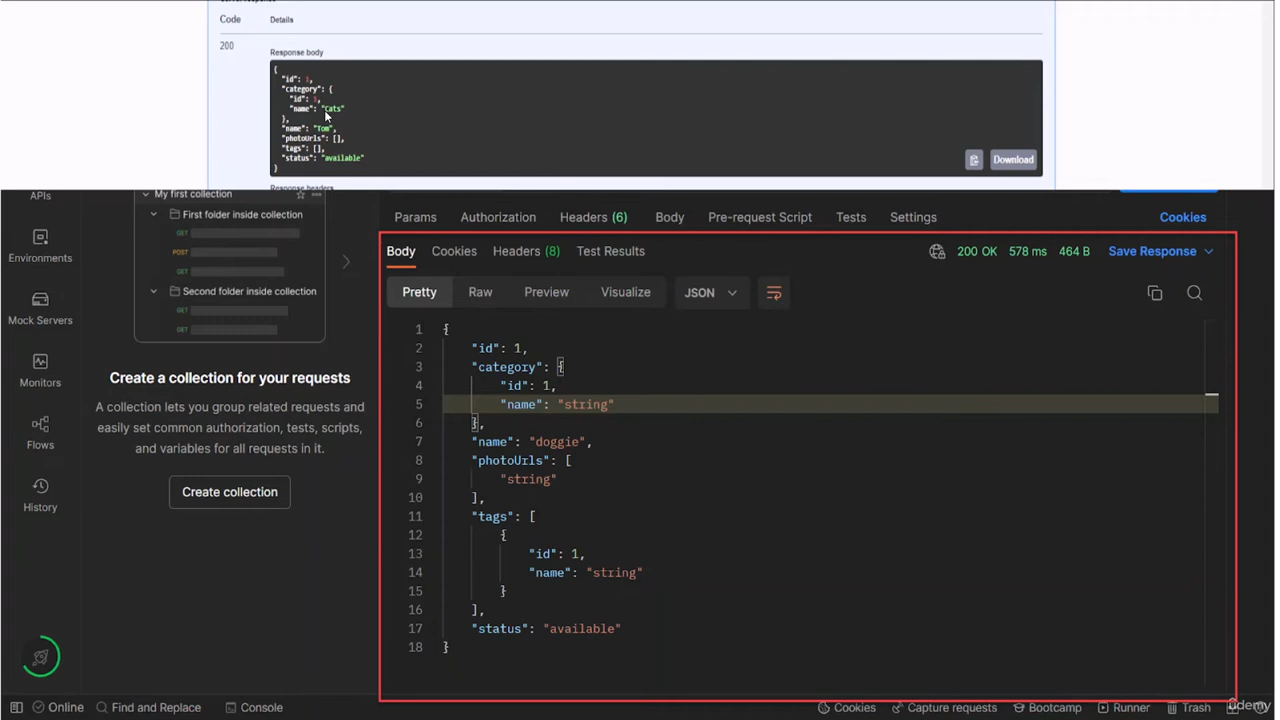 Code Details
200
Response body
{
"id": 1,
"category": {
"id": 1,
"name": "Cats"
},
"name": "Tom",
"photoUrls": [],
"tags": [],
"status": "available"
}
Download
Response headers
APIs
Environments
Mock Servers
Monitors
Flows
History
My first collection
First folder inside collection
GET
POST
GET
Second folder inside collection
GET
GET
Create a collection for your requests
A collection lets you group related requests and
easily set common authorization, tests, scripts,
and variables for all requests in it.
Create collection
Params Authorization Headers (6) Body Pre-request Script Tests Settings Cookies
Body Cookies Headers (8) Test Results 200 OK 578 ms 464 B Save Response
Pretty Raw Preview Visualize JSON
1 {
2 "id": 1,
3 "category": {
4 "id": 1,
5 "name": "string"
6 },
7 "name": "doggie",
8 "photoUrls": [
9 "string"
10 ],
11 "tags": [
12 {
13 "id": 1,
14 "name": "string"
15 }
16 ],
17 "status": "available"
18 }
Online Find and Replace Console Cookies Capture requests Bootcamp Runner Trash
udemy